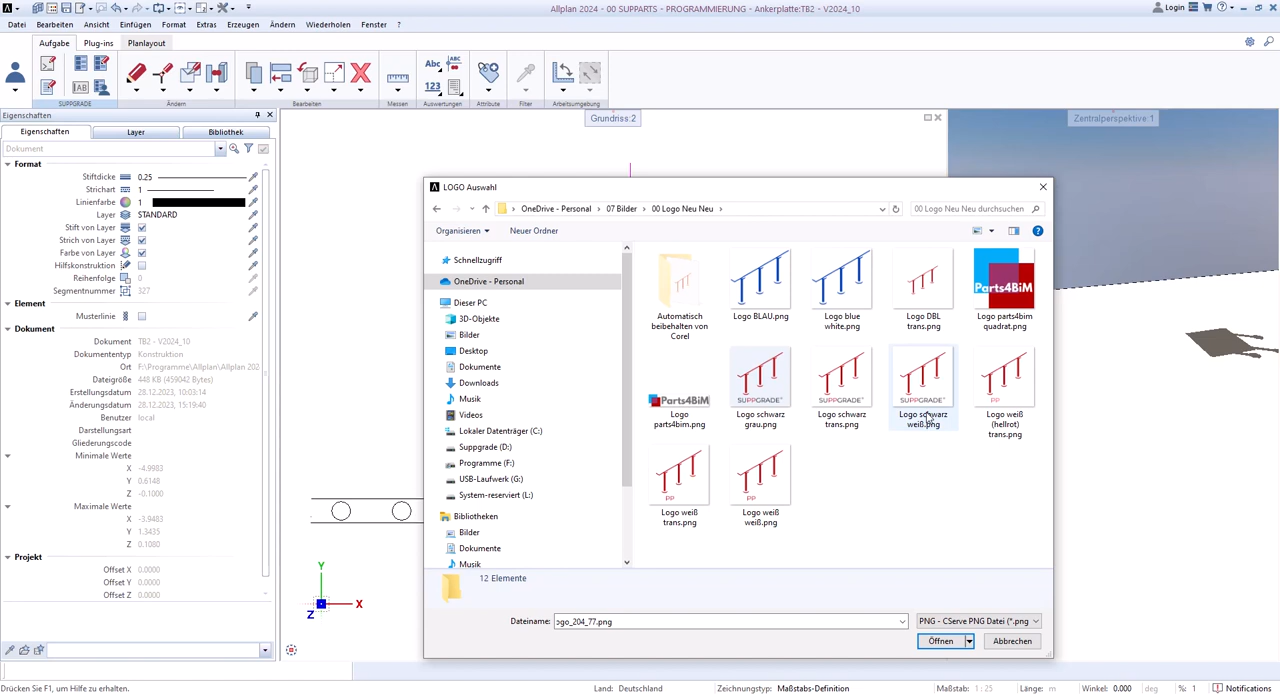 Allplan 2024 - 00 SUPPARTS - PROGRAMMIERUNG - Ankerplatte:TB2 - V2024_10
Login
Datei Bearbeiten Ansicht Einfügen Format Extras Erzeugen Ändern Wiederholen Fenster ?
Aufgabe Plug-ins Planlayout
Abc
ABC
AB
123
SUPPGRADE Ändern Bearbeiten Messen Auswertungen Attribute Filter Arbeitsumgebung
Eigenschaften
Eigenschaften Layer Bibliothek
Dokument
Format
Stiftdicke 0.25
Strichart 1
Linienfarbe 1
Layer STANDARD
Stift von Layer
Strich von Layer
Farbe von Layer
Hilfskonstruktion
Reihenfolge 0
Segmentnummer 327
Element
Musterlinie
Dokument
Dokument TB2 - V2024_10
Dokumenttyp Konstruktion
Ort F:\Programme\Allplan\Allplan 202
Dateigröße 448 KB (459042 Bytes)
Erstellungsdatum 28.12.2023, 10:03:14
Änderungsdatum 28.12.2023, 15:19:40
Benutzer local
Darstellungsart
Gliederungscode
Minimale Werte
X -4.9983
Y 0.6148
Z -0.1000
Maximale Werte
X -3.9483
Y 1.3435
Z 0.1080
Projekt
Offset X 0.0000
Offset Y 0.0000
Offset Z 0.0000
Grundriss:2
Zentralperspektive:1
Y
X
Z
LOGO Auswahl
OneDrive - Personal › 07 Bilder › 00 Logo Neu Neu ›
00 Logo Neu Neu durchsuchen
Organisieren Neuer Ordner
Schnellzugriff
OneDrive - Personal
Dieser PC
3D-Objekte
Bilder
Desktop
Dokumente
Downloads
Musik
Videos
Lokaler Datenträger (C:)
Suppgrade (D:)
Programme (F:)
USB-Laufwerk (G:)
System-reserviert (L:)
Bibliotheken
Bilder
Dokumente
Musik
Parts4BiM
Automatisch beibehalten von Corel
Logo BLAU.png
Logo blue white.png
Logo DBL trans.png
Logo parts4bim quadrat.png
Parts4BiM
SUPPGRADE
SUPPGRADE
SUPPGRADE
PP
Logo parts4bim.png
Logo schwarz grau.png
Logo schwarz trans.png
Logo schwarz weiß.png
Logo weiß (hellrot) trans.png
PP
PP
Logo weiß trans.png
Logo weiß weiß.png
12 Elemente
Dateiname: ogo_204_77.png
PNG - CServe PNG Datei (*.png
Öffnen Abbrechen
Drücken Sie F1, um Hilfe zu erhalten.
Land: Deutschland
Zeichnungstyp: Maßstabs-Definition
Maßstab: 1 : 25
Länge: m
Winkel: 0.000 deg
%: 1
Notifications